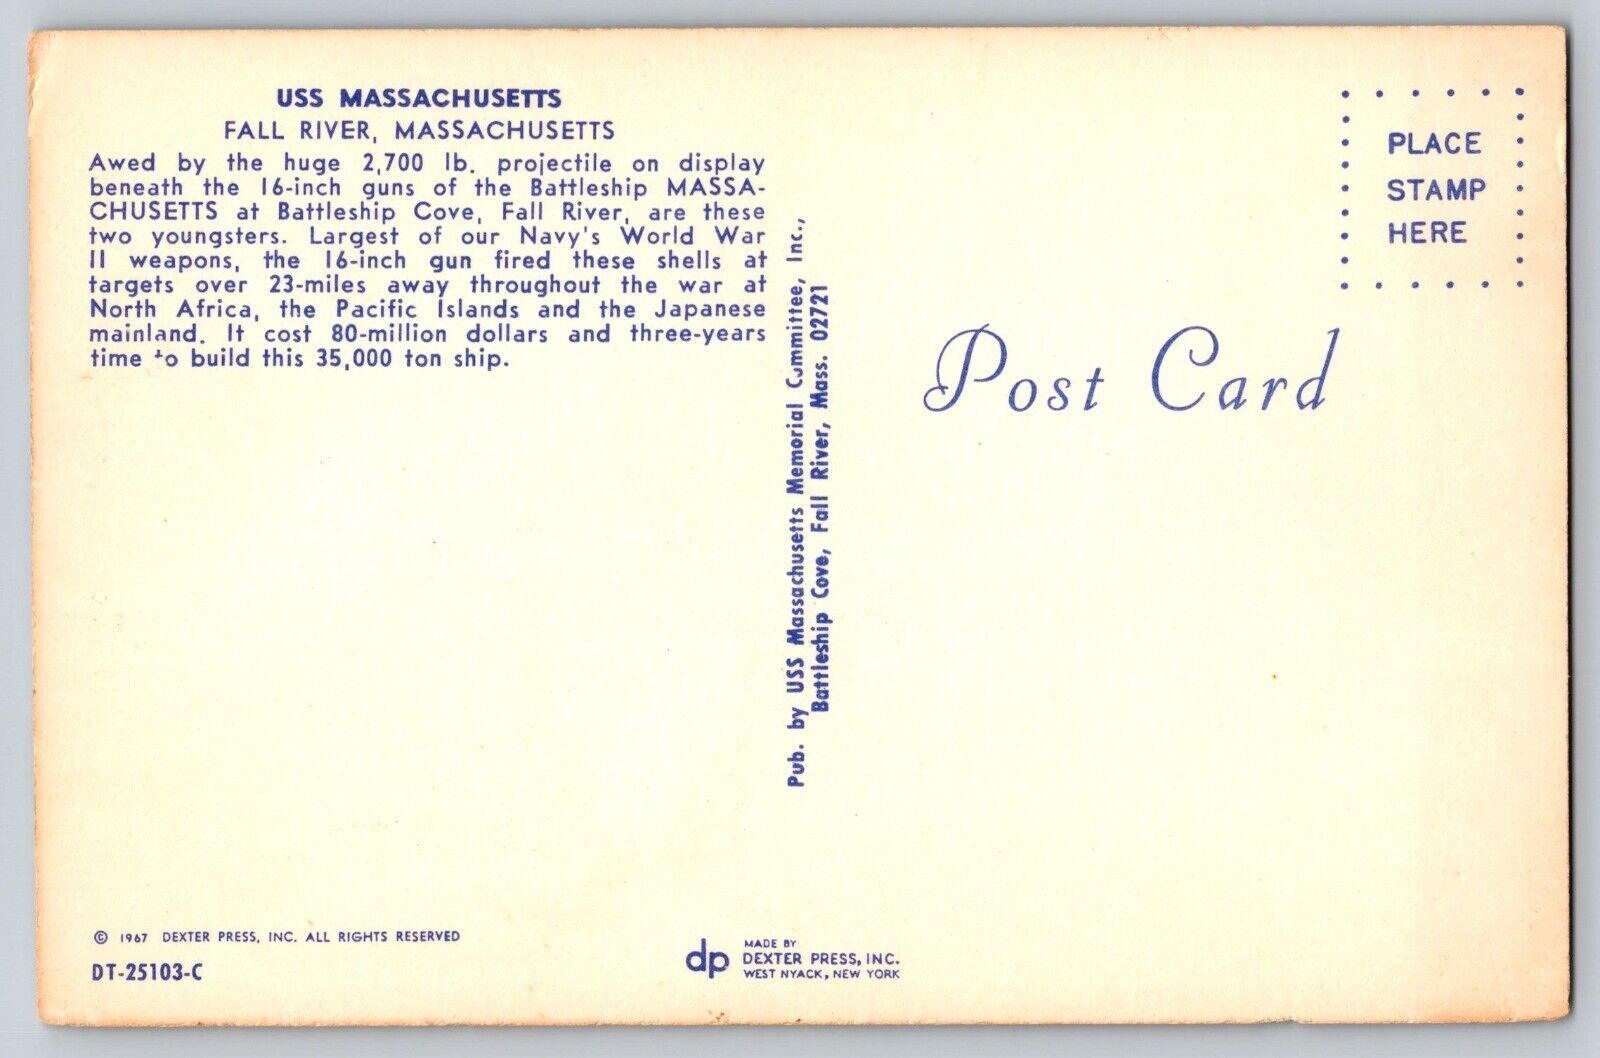 USS MASSACHUSETTS
FALL RIVER, MASSACHUSETTS
Awed by the huge 2,700 lb. projectile on display
beneath the 16-inch guns of the Battleship MASSA-
CHUSETTS at Battleship Cove, Fall River, are these
two youngsters. Largest of our Navy's World War
II weapons, the 16-inch gun fired these shells at
targets over 23-miles away throughout the war at
North Africa, the Pacific Islands and the Japanese
mainland. It cost 80-million dollars and three-years
time to build this 35,000 ton ship.
© 1967 DEXTER PRESS, INC. ALL RIGHTS RESERVED
DT-25103-C
Pub. by USS Massachusetts Memorial Committee, Inc.,
Battleship Cove, Fall River, Mass. 02721
dp
MADE BY
DEXTER PRESS, INC.
WEST NYACK, NEW YORK
PLACE
STAMP
HERE
Post Card